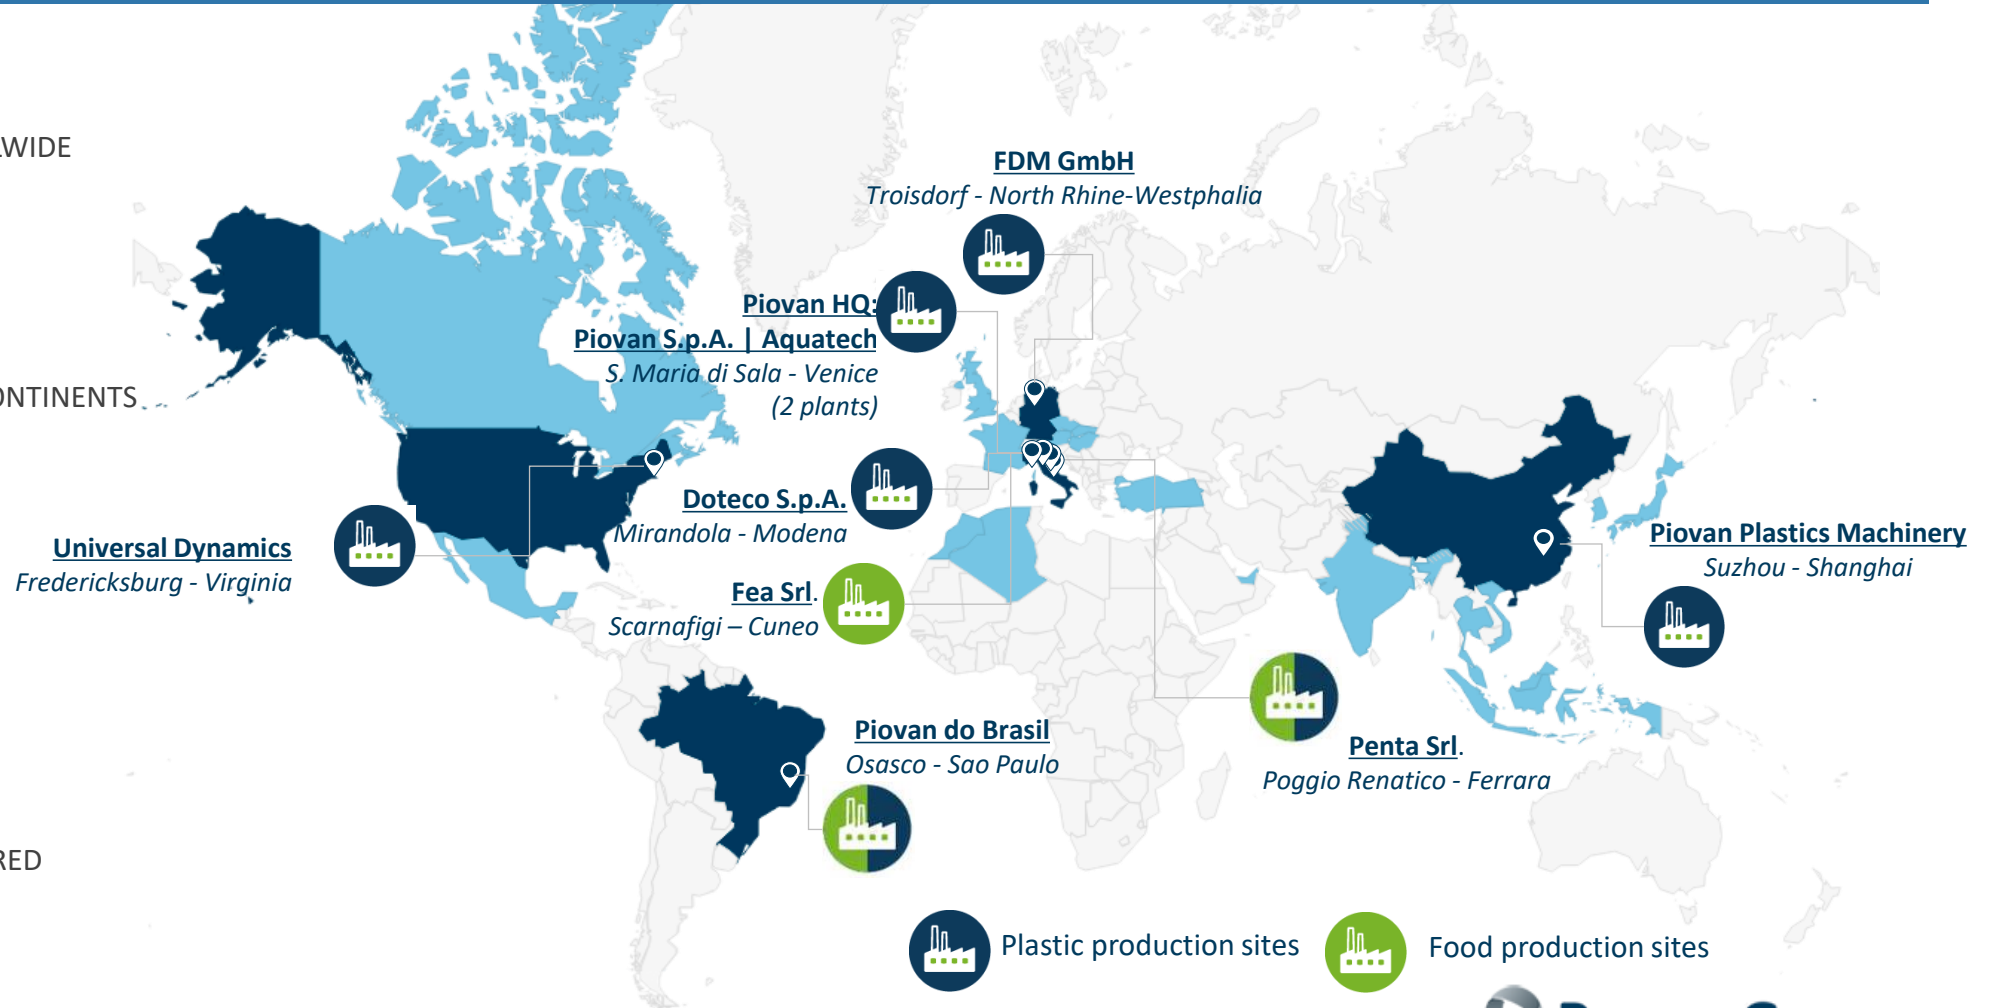 WIDE
FDM GmbH
Troisdorf - North Rhine-Westphalia
Piovan HQ:
Piovan S.p.A. | Aquatech
S. Maria di Sala - Venice
(2 plants)
ONTINENTS
Doteco S.p.A.
Mirandola - Modena
Universal Dynamics
Fredericksburg - Virginia
Piovan Plastics Machinery
Suzhou - Shanghai
Fea Srl.
Scarnafigi – Cuneo
Piovan do Brasil
Osasco - Sao Paulo
Penta Srl.
Poggio Renatico - Ferrara
RED
Plastic production sites
Food production sites